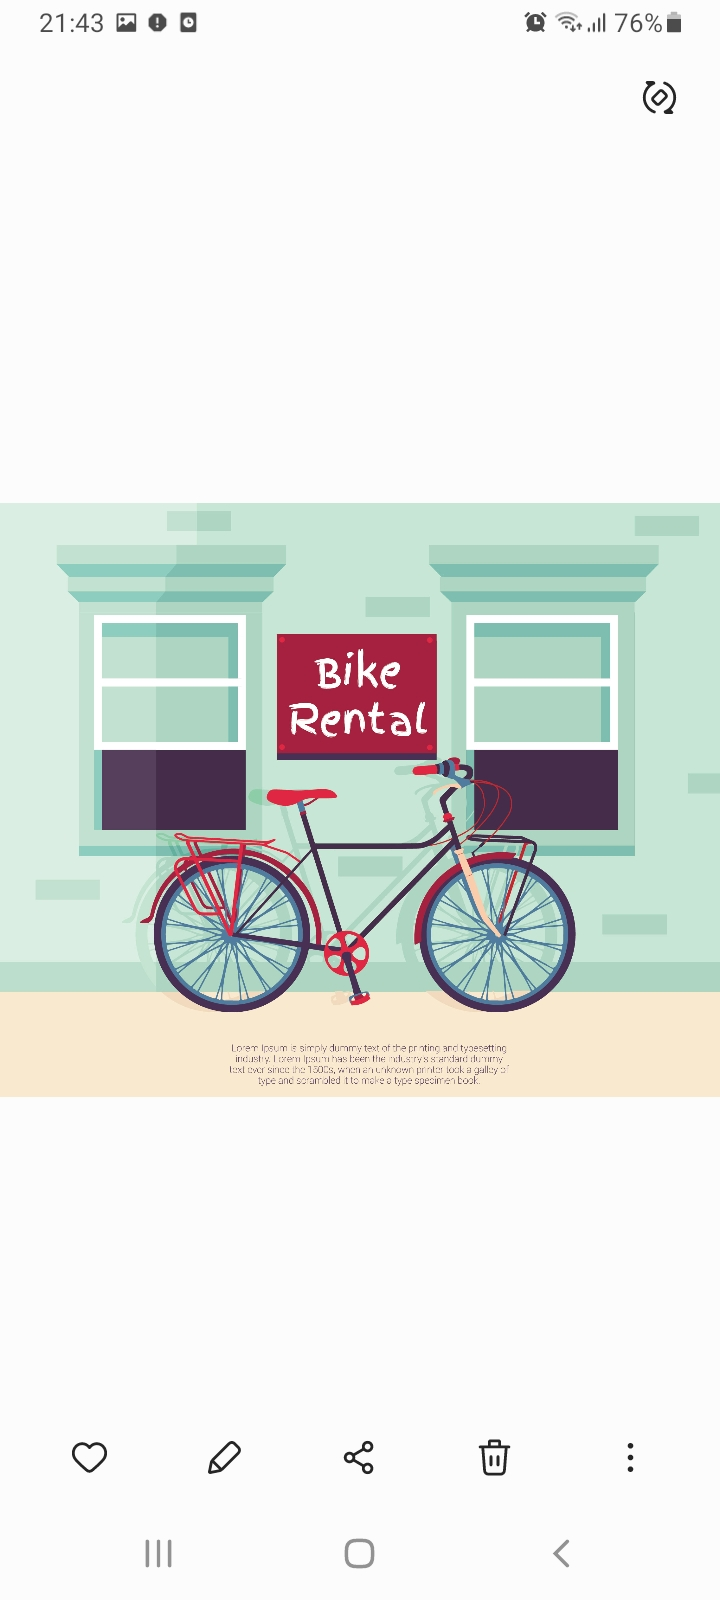 21:43
76%
Bike
Rental
Lorem Ipsum is simply dummy text of the printing and typesetting
industry. Lorem Ipsum has been the industry's standard dummy
text ever since the 1500s, when an unknown printer took a galley of
type and scrambled it to make a type specimen book.